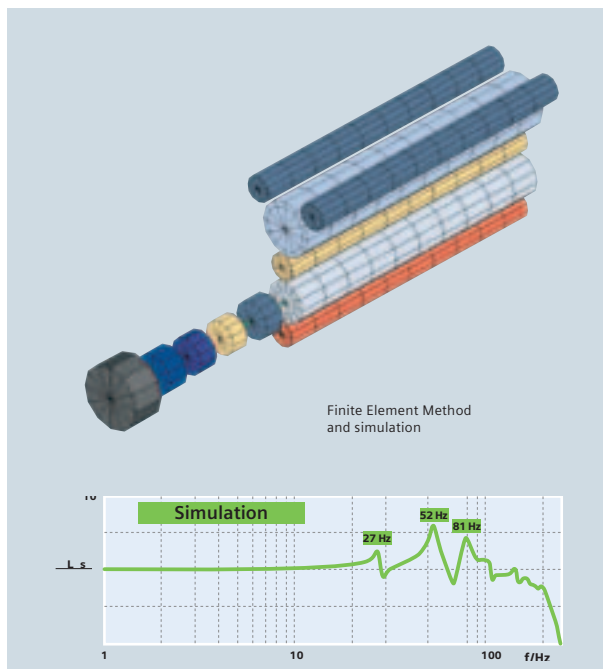 Finite Element Method
and simulation
10
Simulation
27 Hz
52 Hz
81 Hz
L s
1
10
100
f/Hz